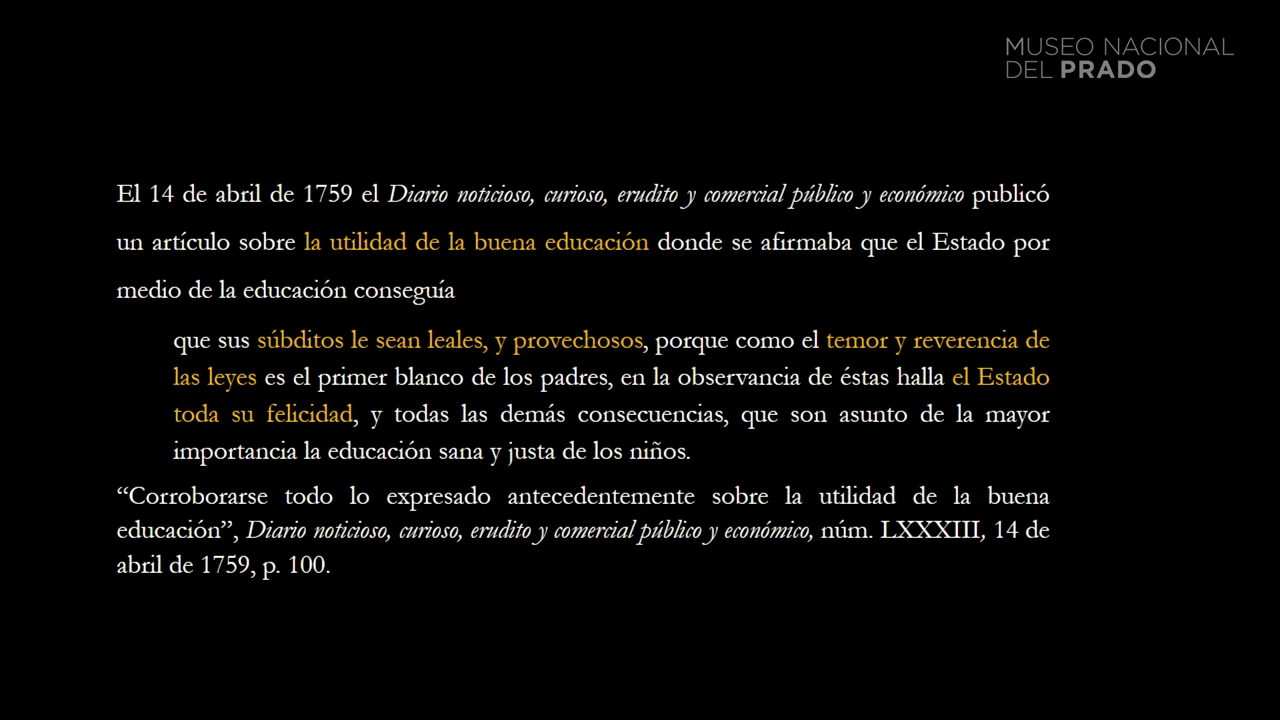 MUSEO NACIONAL
DEL PRADO
El 14 de abril de 1759 el Diario noticioso, curioso, erudito y comercial público y económico publicó
un artículo sobre la utilidad de la buena educación donde se afirmaba que el Estado por
medio de la educación conseguía
que sus súbditos le sean leales, y provechosos, porque como el temor y reverencia de
las leyes es el primer blanco de los padres, en la observancia de éstas halla el Estado
toda su felicidad, y todas las demás consecuencias, que son asunto de la mayor
importancia la educación sana y justa de los niños.
“Corroborarse todo lo expresado antecedentemente sobre la utilidad de la buena
educación”, Diario noticioso, curioso, erudito y comercial público y económico, núm. LXXXIII, 14 de
abril de 1759, p. 100.